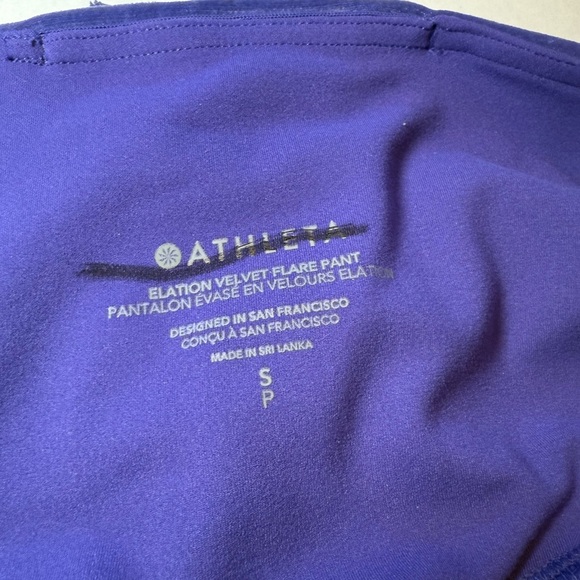 ATHLETA
ELATION VELVET FLARE PANT
PANTALON ÉVASÉ EN VELOURS ELATION
DESIGNED IN SAN FRANCISCO
CONÇU À SAN FRANCISCO
MADE IN SRI LANKA
S
P